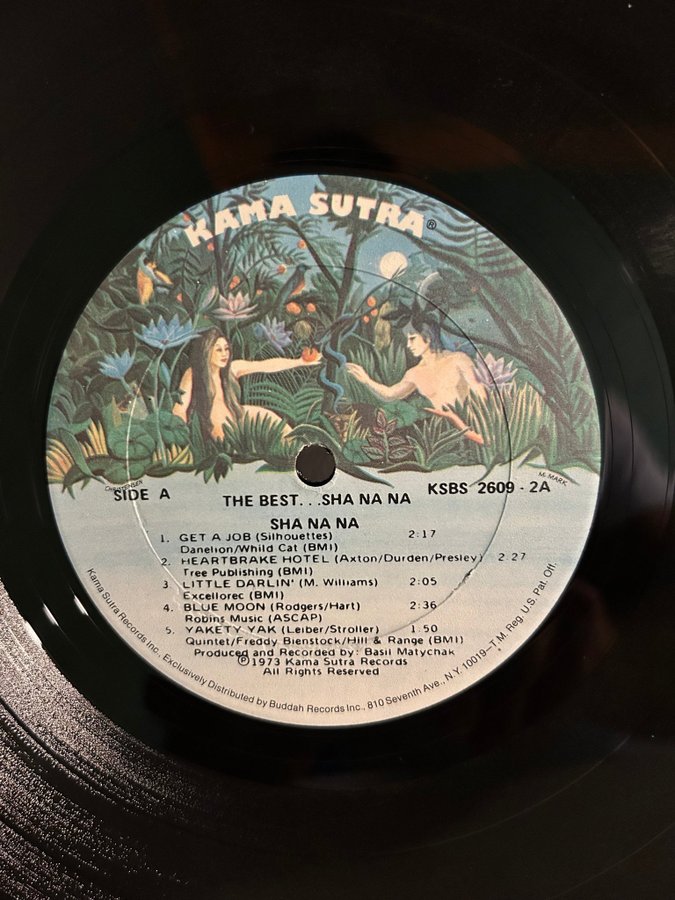 KAMA SUTRA®
CHRISTENSER
M. MARK
SIDE A
THE BEST...SHA NA NA
KSBS 2609 - 2A
SHA NA NA
1. GET A JOB (Silhouettes) 2:17
Danelion/Whild Cat (BMI)
2. HEARTBRAKE HOTEL (Axton/Durden/Presley) 2:27
Tree Publishing (BMI)
3. LITTLE DARLIN' (M. Williams) 2:05
Excellorec (BMI)
4. BLUE MOON (Rodgers/Hart) 2:36
Robins Music (ASCAP)
5. YAKETY YAK (Leiber/Stroller) 1:50
Quintet/Freddy Bienstock/Hill & Range (BMI)
Produced and Recorded by: Basil Matychak
℗1973 Kama Sutra Records
All Rights Reserved
Kama Sutra Records Inc. Exclusively Distributed by Buddah Records Inc., 810 Seventh Ave., N.Y. 10019—T.M. Reg. U.S. Pat. Off.